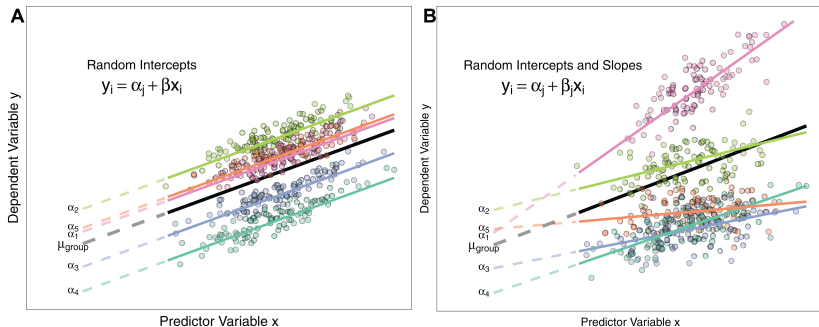 A
Random Intercepts
yᵢ = αⱼ + βxᵢ
Dependent Variable y
α₂
α₅
α₁
μgroup
α₃
α₄
Predictor Variable x
B
Random Intercepts and Slopes
yᵢ = αⱼ + βⱼxᵢ
Dependent Variable y
α₂
α₅
α₁
μgroup
α₃
α₄
Predictor Variable x